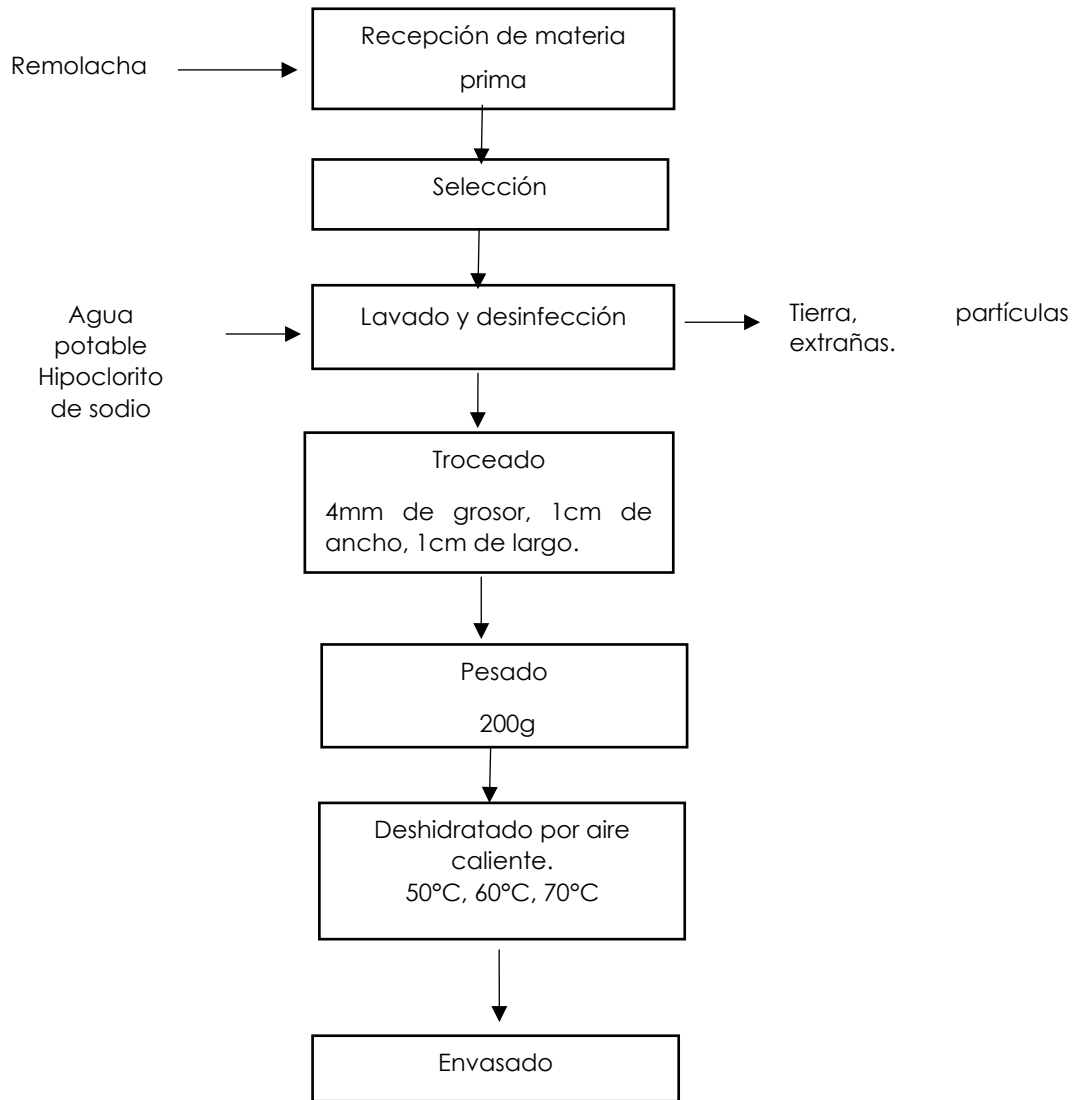 Recepción de materia
prima
Remolacha
Selección
Lavado y desinfección
Agua
potable
Hipoclorito
de sodio
Tierra, partículas
extrañas.
Troceado
4mm de grosor, 1cm de
ancho, 1cm de largo.
Pesado
200g
Deshidratado por aire
caliente.
50°C, 60°C, 70°C
Envasado